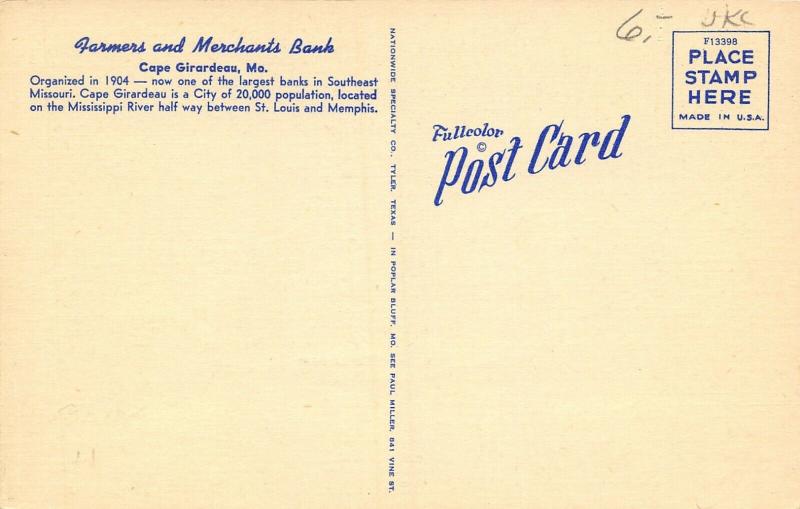 Farmers and Merchants Bank
Cape Girardeau, Mo.
Organized in 1904 — now one of the largest banks in Southeast
Missouri. Cape Girardeau is a City of 20,000 population, located
on the Mississippi River half way between St. Louis and Memphis.
NATIONWIDE SPECIALTY CO., TYLER, TEXAS — IN POPLAR BLUFF, MO. SEE PAUL MILLER, 841 VINE ST.
Fullcolor
©
Post Card
6,-
F13398
PLACE
STAMP
HERE
MADE IN U.S.A.